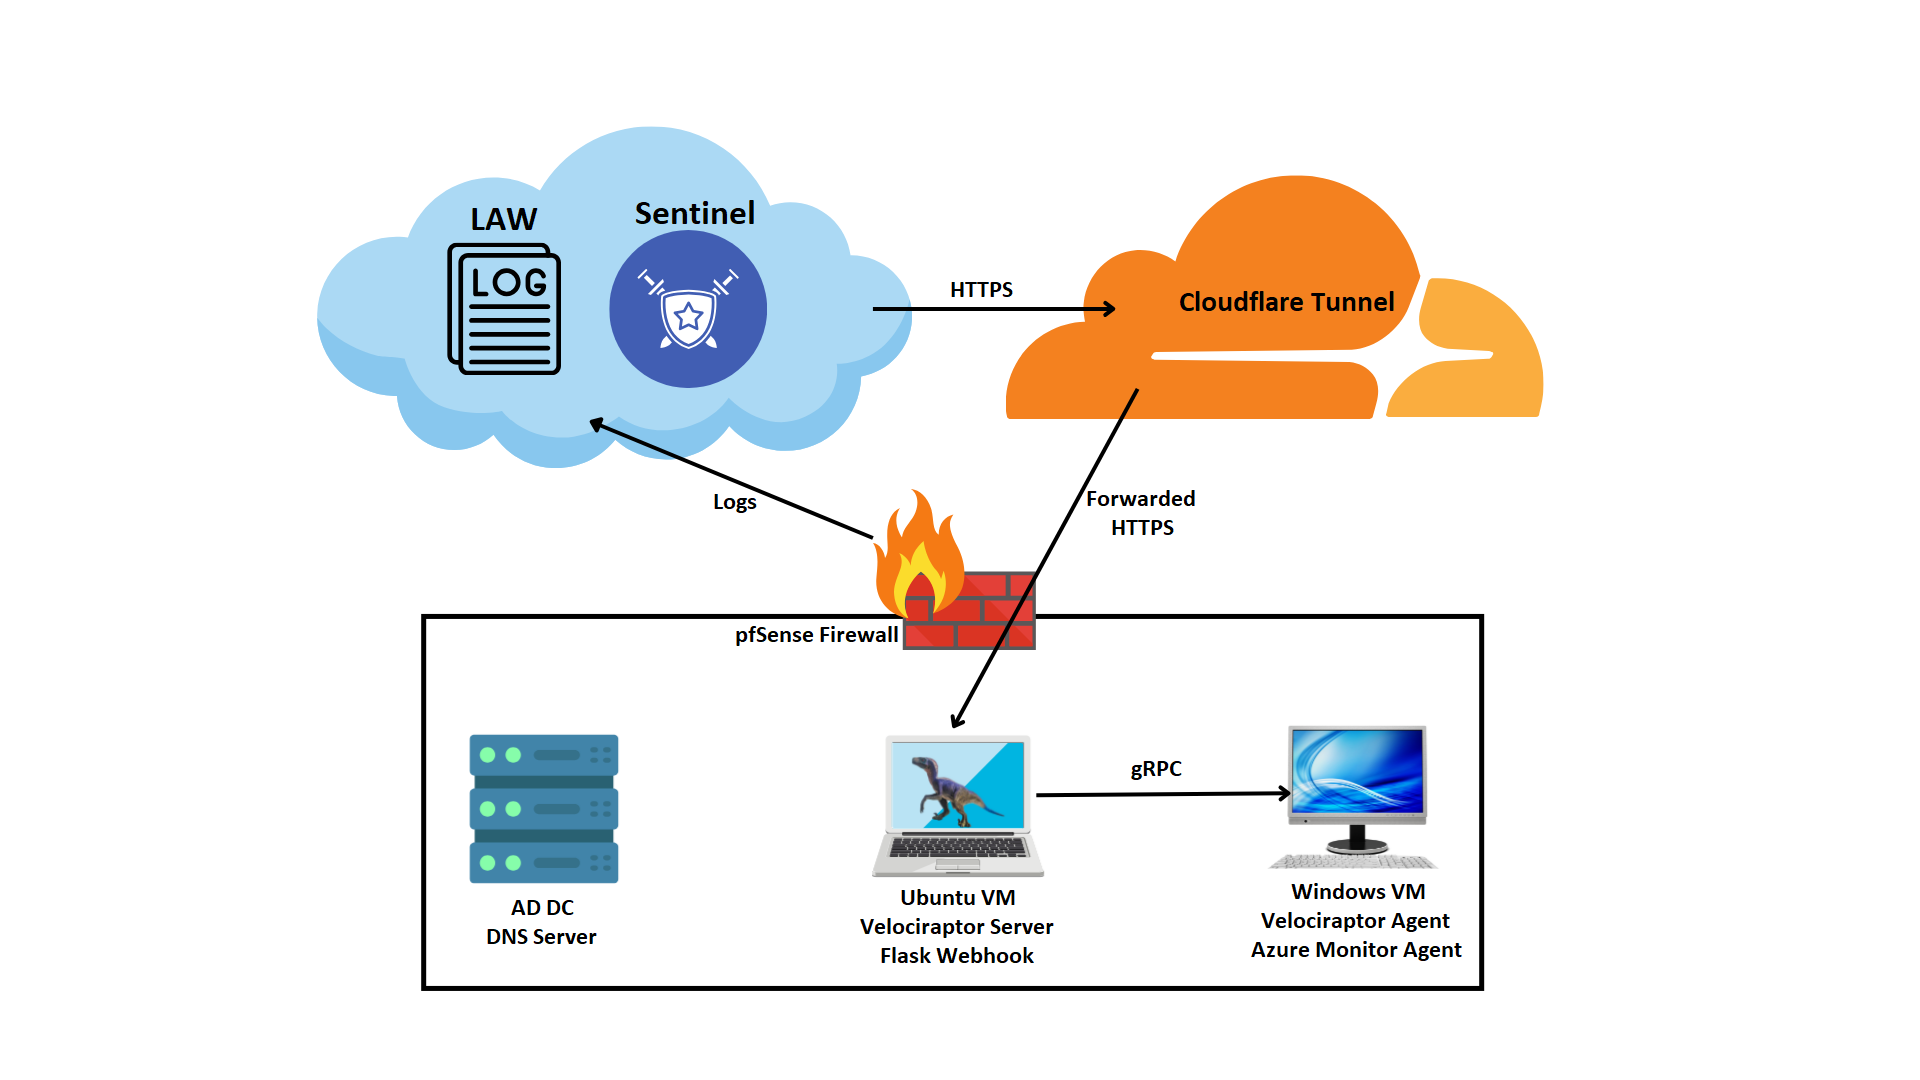 LAW
Sentinel
LOG
HTTPS
Cloudflare Tunnel
Logs
Forwarded
HTTPS
pfSense Firewall
gRPC
AD DC
DNS Server
Ubuntu VM
Velociraptor Server
Flask Webhook
Windows VM
Velociraptor Agent
Azure Monitor Agent